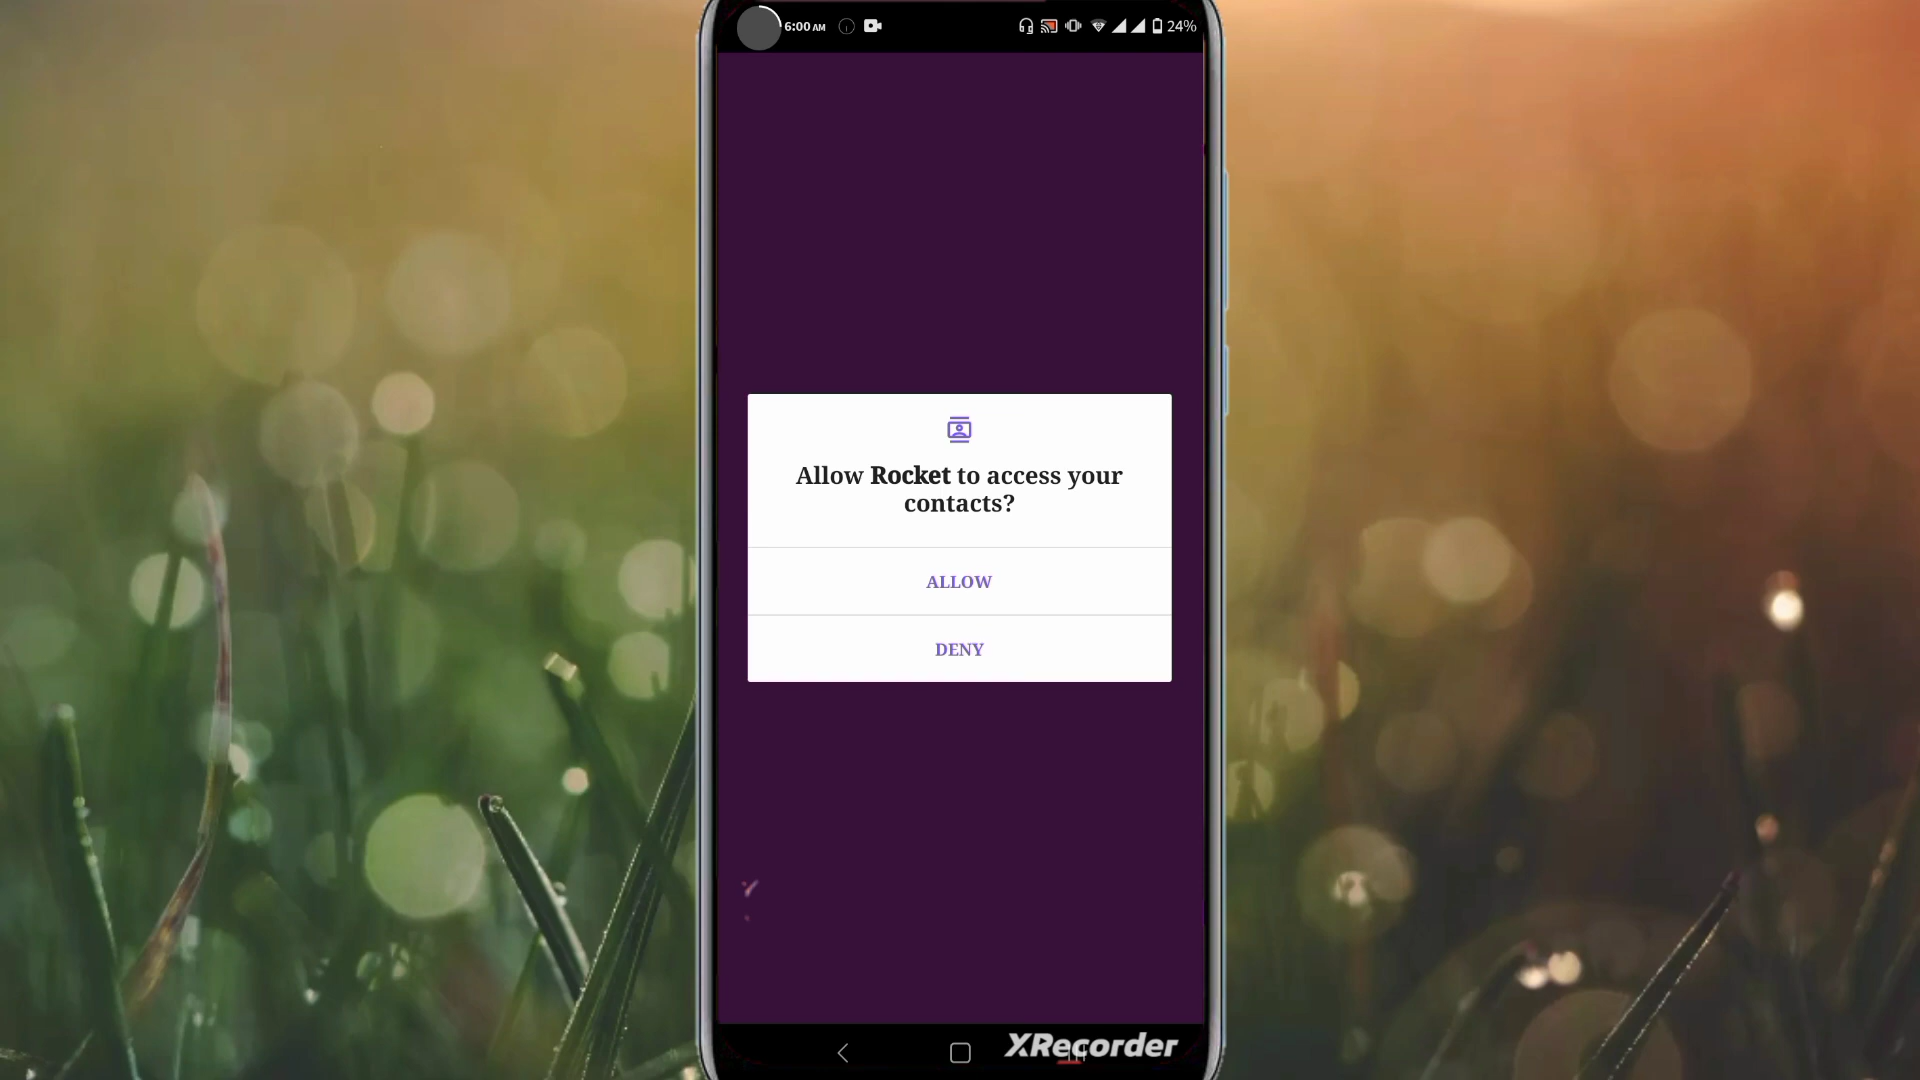 6:00 AM
24%
Allow Rocket to access your
contacts?
ALLOW
DENY
XRecorder